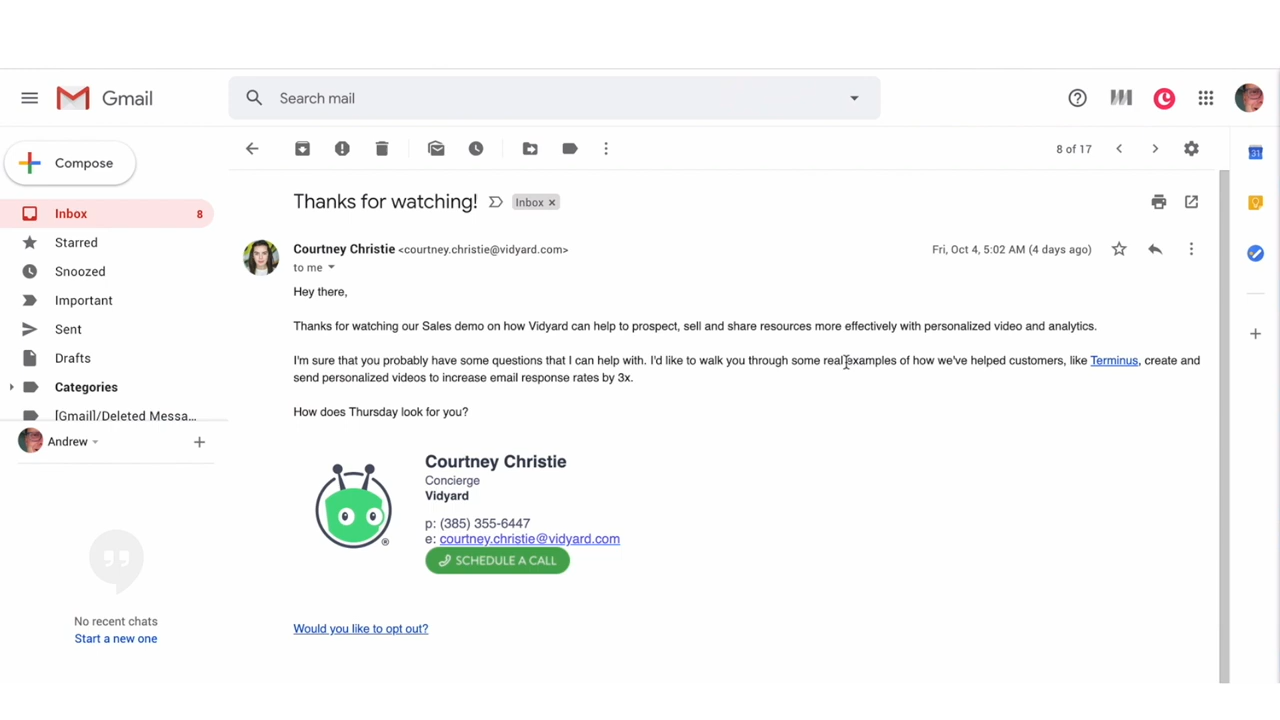 Gmail
Search mail
Compose
8 of 17
31
Inbox 8
Starred
Snoozed
Important
Sent
Drafts
Categories
[Gmail]/Deleted Messa...
Andrew
No recent chats
Start a new one
Thanks for watching!
Inbox ×
Courtney Christie <courtney.christie@vidyard.com>
Fri, Oct 4, 5:02 AM (4 days ago)
to me
Hey there,
Thanks for watching our Sales demo on how Vidyard can help to prospect, sell and share resources more effectively with personalized video and analytics.
I'm sure that you probably have some questions that I can help with. I'd like to walk you through some real examples of how we've helped customers, like Terminus, create and
send personalized videos to increase email response rates by 3x.
How does Thursday look for you?
Courtney Christie
Concierge
Vidyard
p: (385) 355-6447
e: courtney.christie@vidyard.com
SCHEDULE A CALL
®
Would you like to opt out?